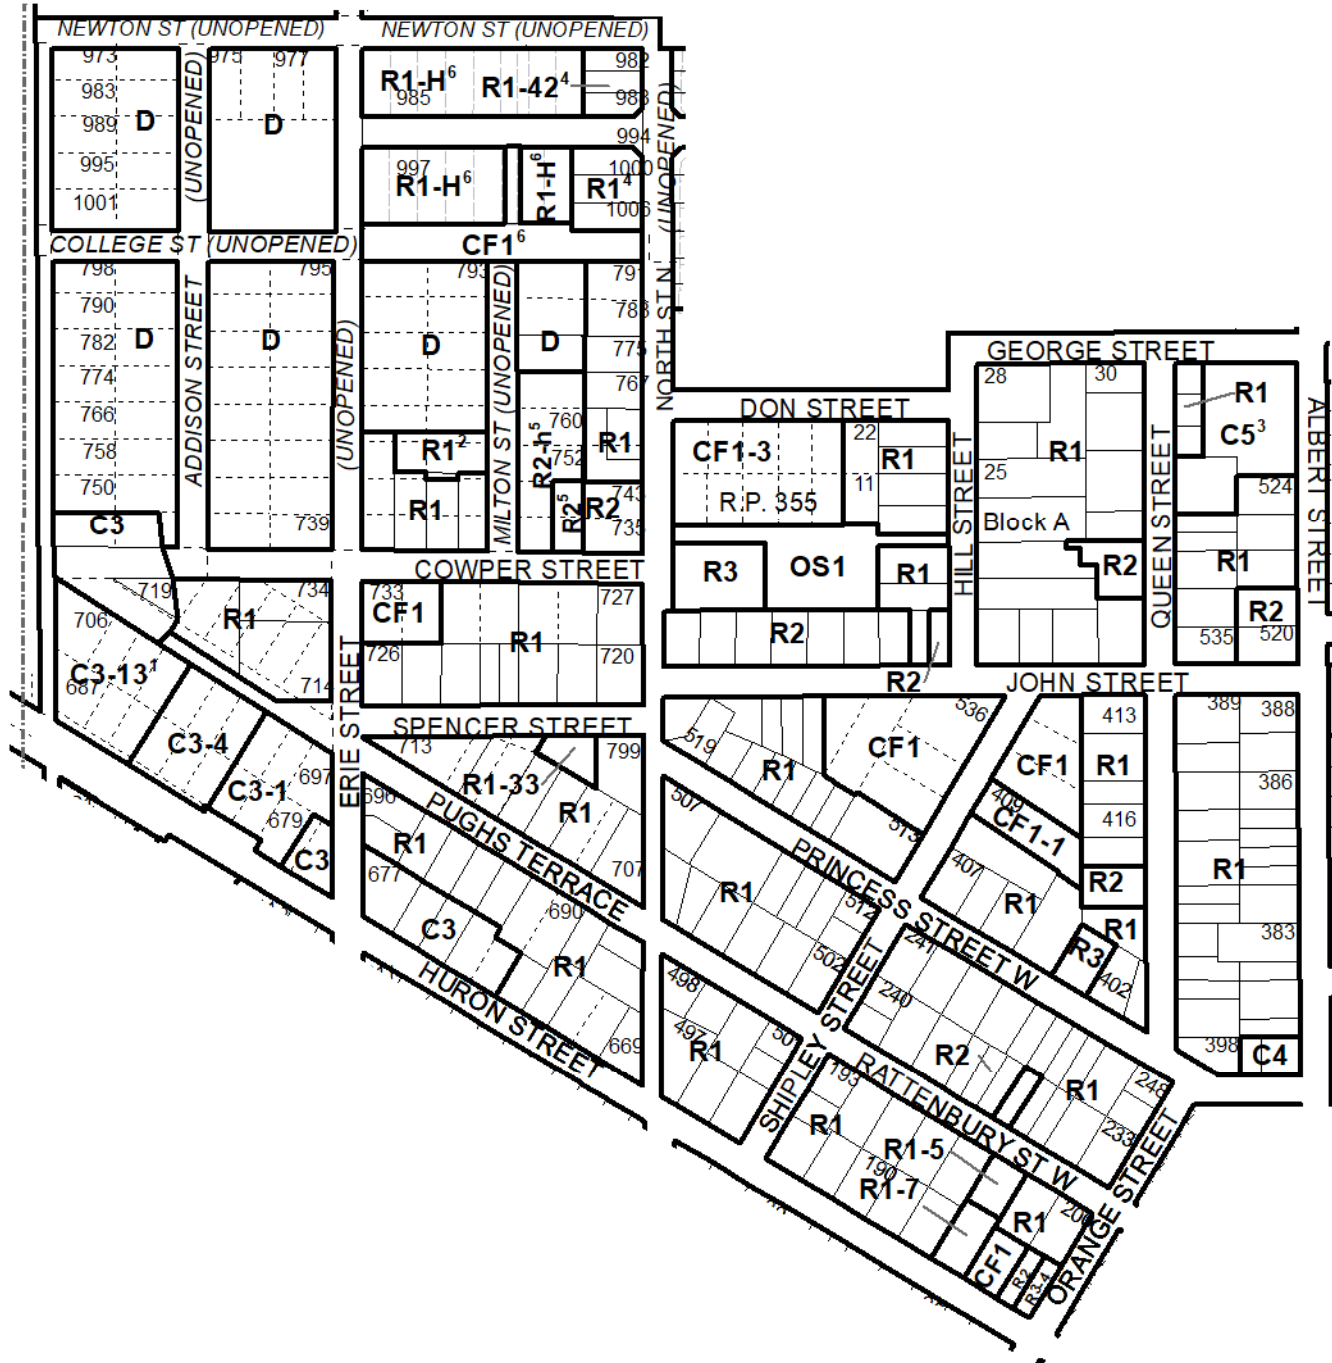 NEWTON ST (UNOPENED)
NEWTON ST (UNOPENED)
973
983
989
D
995
1001
(UNOPENED)
975
977
D
R1-H⁶
985
R1-42⁴
982
988
994
997
R1-H⁶
R1-H⁶
1000
R1⁴
1006
(UNOPENED)
COLLEGE ST (UNOPENED)
CF1⁶
798
790
782
D
774
766
758
750
ADDISON STREET
795
D
739
(UNOPENED)
793
D
R1²
R1
MILTON ST (UNOPENED)
D
760
752
R2-h⁵
R2⁵
791
783
775
767
R1
743
R2
735
NORTH ST N
GEORGE STREET
DON STREET
CF1-3
R.P. 355
22
R1
11
HILL STREET
28
30
R1
25
Block A
R2
QUEEN STREET
R1
C5³
524
R1
R2
535
520
ALBERT STREET
C3
COWPER STREET
R3
OS1
R1
R2
R2
JOHN STREET
719
734
R1
714
706
C3-13¹
687
C3-4
C3-1
697
679
C3
ERIE STREET
733
CF1
726
727
R1
720
SPENCER STREET
713
R1-33
799
R1
707
PUGHS TERRACE
696
R1
677
C3
690
R1
669
HURON STREET
519
R1
CF1
536
513
507
R1
512
502
PRINCESS STREET W
CF1
409
CF1-1
407
R1
R3
402
413
R1
416
R2
R1
389
388
386
R1
383
398
C4
498
497
R1
501
SHIPLEY STREET
241
240
R2
R1
248
233
RATTENBURY ST W
193
R1
R1-5
190
R1-7
R1
200
CF1
R2
R3-4
ORANGE STREET